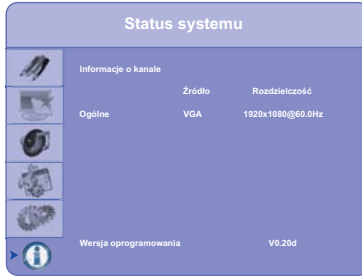 Status systemu
Informacje o kanale
Źródło Rozdzielczość
Ogólne VGA 1920x1080@60.0Hz
Wersja oprogramowania V0.20d